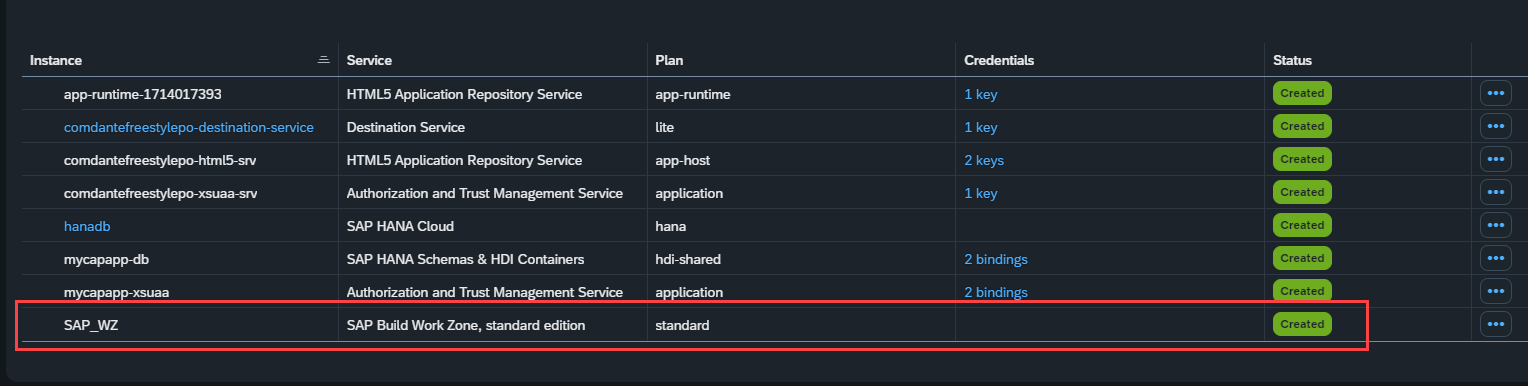 Instance Service Plan Credentials Status
app-runtime-1714017393 HTML5 Application Repository Service app-runtime 1 key Created
comdantefreestylepo-destination-service Destination Service lite 1 key Created
comdantefreestylepo-html5-srv HTML5 Application Repository Service app-host 2 keys Created
comdantefreestylepo-xsuaa-srv Authorization and Trust Management Service application 1 key Created
hanadb SAP HANA Cloud hana Created
mycapapp-db SAP HANA Schemas & HDI Containers hdi-shared 2 bindings Created
mycapapp-xsuaa Authorization and Trust Management Service application 2 bindings Created
SAP_WZ SAP Build Work Zone, standard edition standard Created